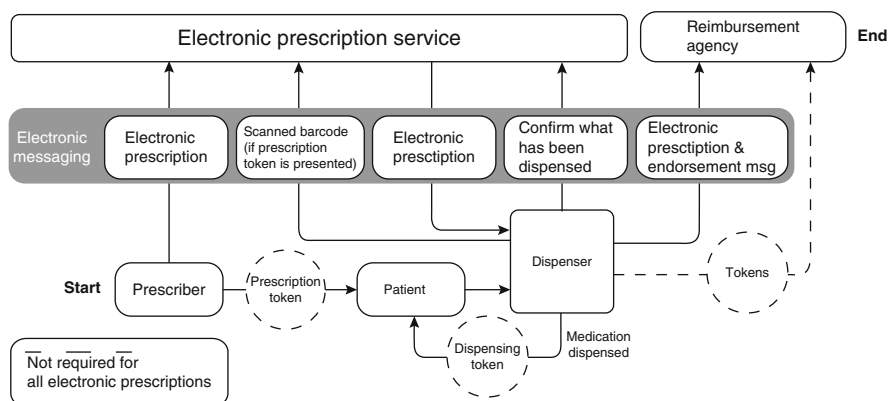 Electronic prescription service
Reimbursement
agency
End
Electronic
messaging
Electronic
prescription
Scanned barcode
(if prescription
token is presented)
Electronic
presctiption
Confirm what
has been
dispensed
Electronic
presctiption &
endorsement msg
Start
Prescriber
Prescription
token
Patient
Dispenser
Tokens
Dispensing
token
Medication
dispensed
Not required for
all electronic prescriptions